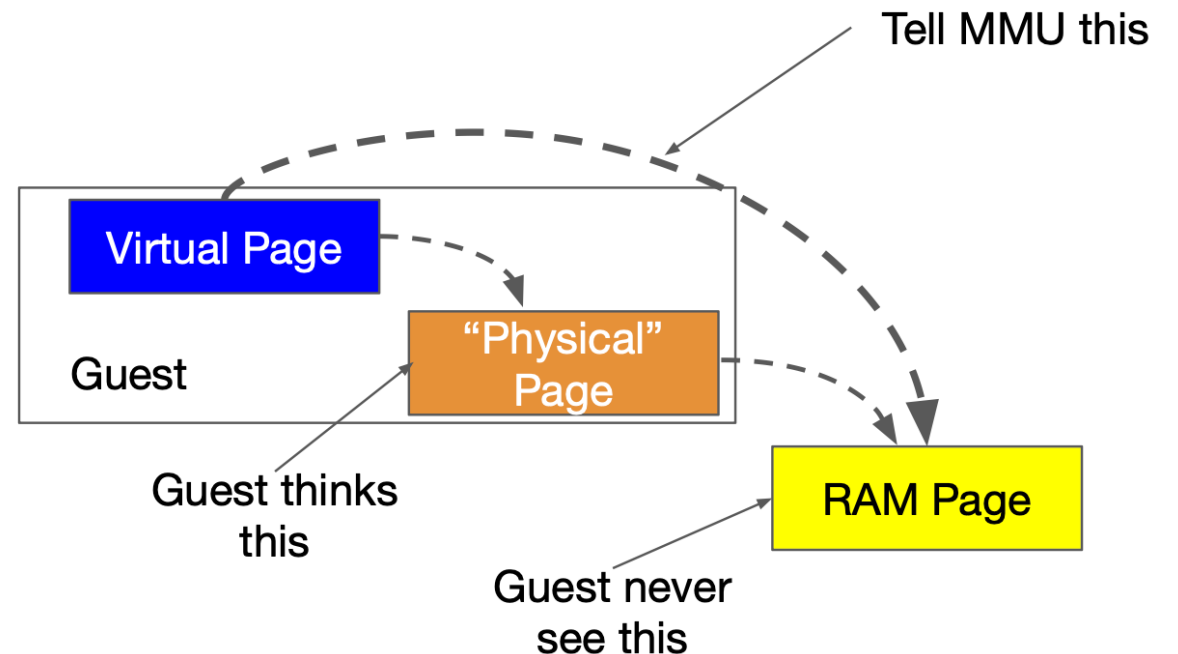 Tell MMU this
Virtual Page
“Physical”
Page
Guest
Guest thinks
this
RAM Page
Guest never
see this